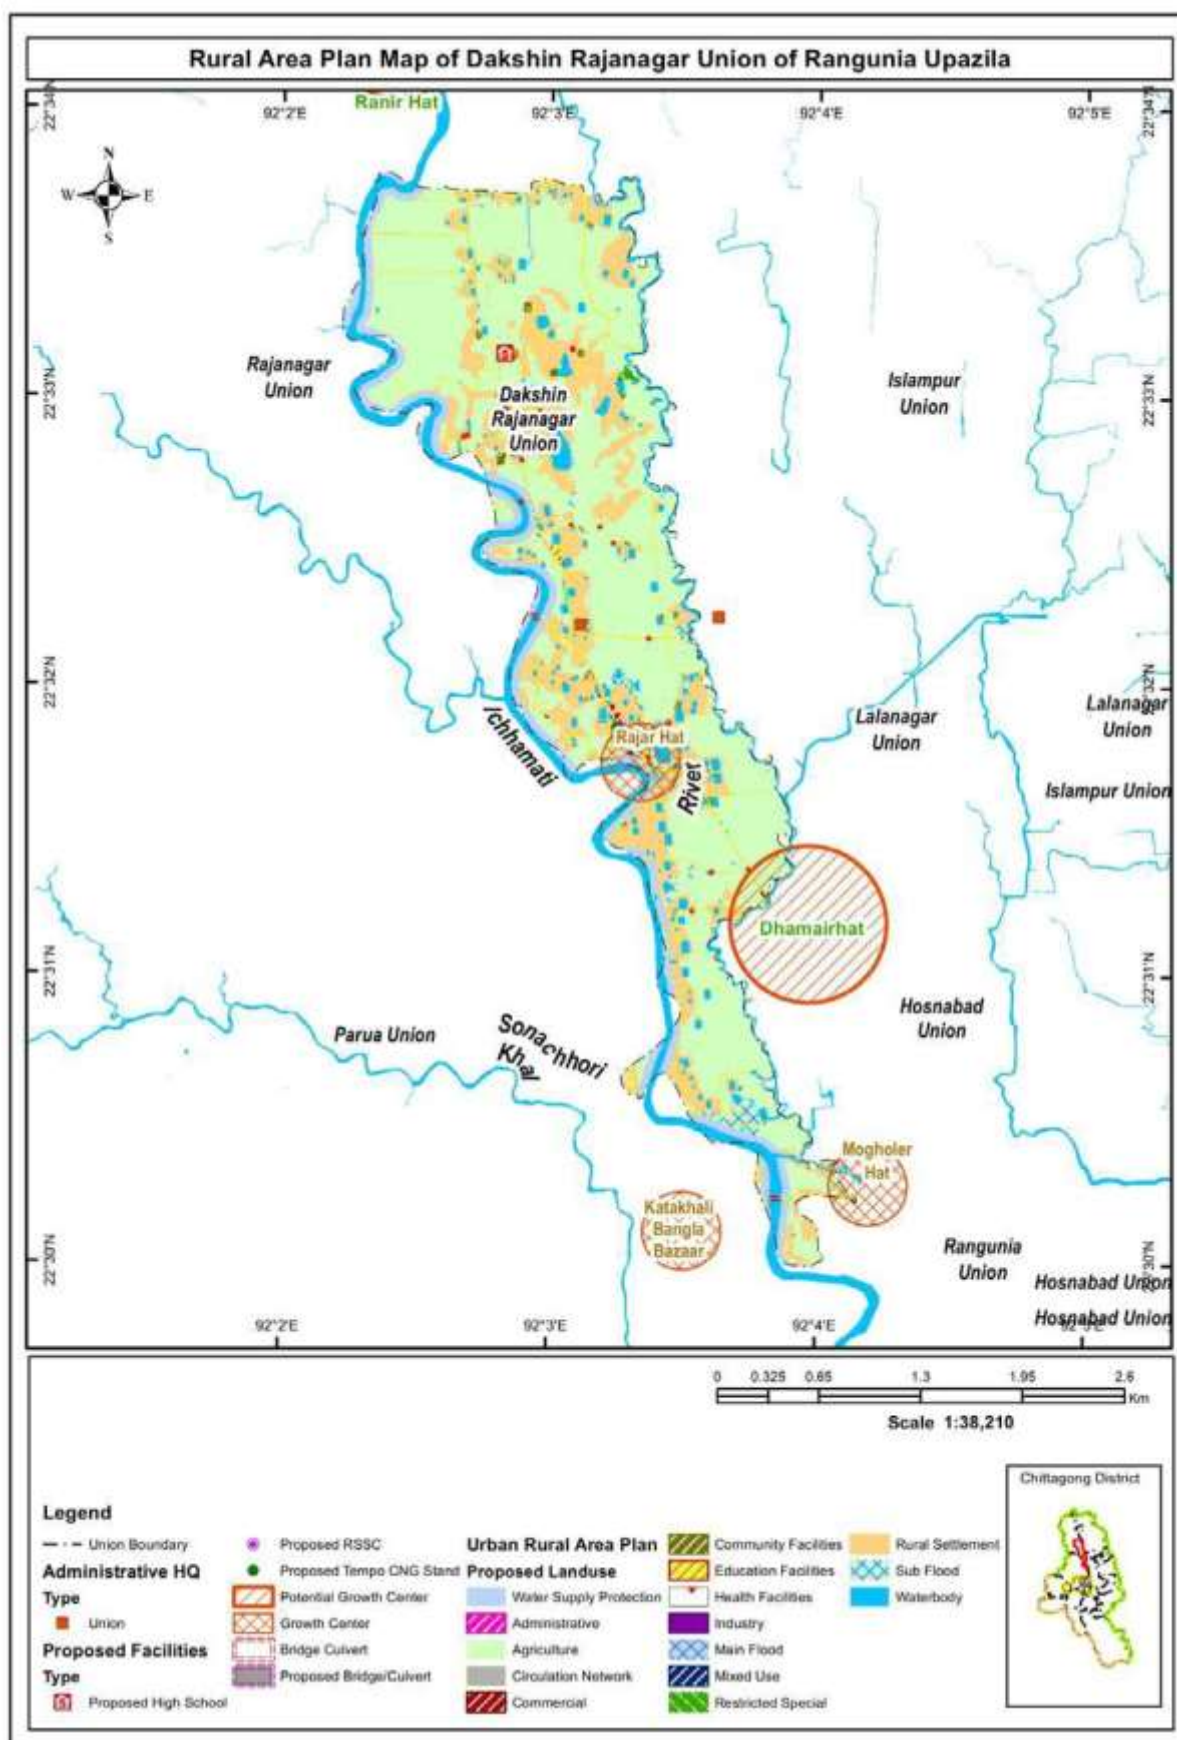 Rural Area Plan Map of Dakshin Rajanagar Union of Rangunia Upazila
Ranir Hat
92°2'E
92°3'E
92°4'E
92°5'E
22°34'N
22°34'N
N
W
E
S
Rajanagar
Union
Dakshin
Rajanagar
Union
Islampur
Union
22°33'N
22°33'N
22°32'N
22°32'N
Ichhamati
Rajar Hat
River
Lalanagar
Union
Lalanagar
Union
Islampur Union
Dhamairhat
22°31'N
22°31'N
Hosnabad
Union
Parua Union
Sonachhori
Khal
Mogholer
Hat
Katakhali
Bangla
Bazaar
Rangunia
Union
22°30'N
22°30'N
Hosnabad Union
Hosnabad Union
92°2'E
92°3'E
92°4'E
92°5'E
0 0.325 0.65 1.3 1.95 2.6
Km
Scale 1:38,210
Chittagong District
Legend
Union Boundary
Administrative HQ
Type
Union
Proposed Facilities
Type
Proposed High School
Proposed RSSC
Proposed Tempo CNG Stand
Potential Growth Center
Growth Center
Bridge Culvert
Proposed Bridge/Culvert
Urban Rural Area Plan
Proposed Landuse
Water Supply Protection
Administrative
Agriculture
Circulation Network
Commercial
Community Facilities
Education Facilities
Health Facilities
Industry
Main Flood
Mixed Use
Restricted Special
Rural Settlement
Sub Flood
Waterbody